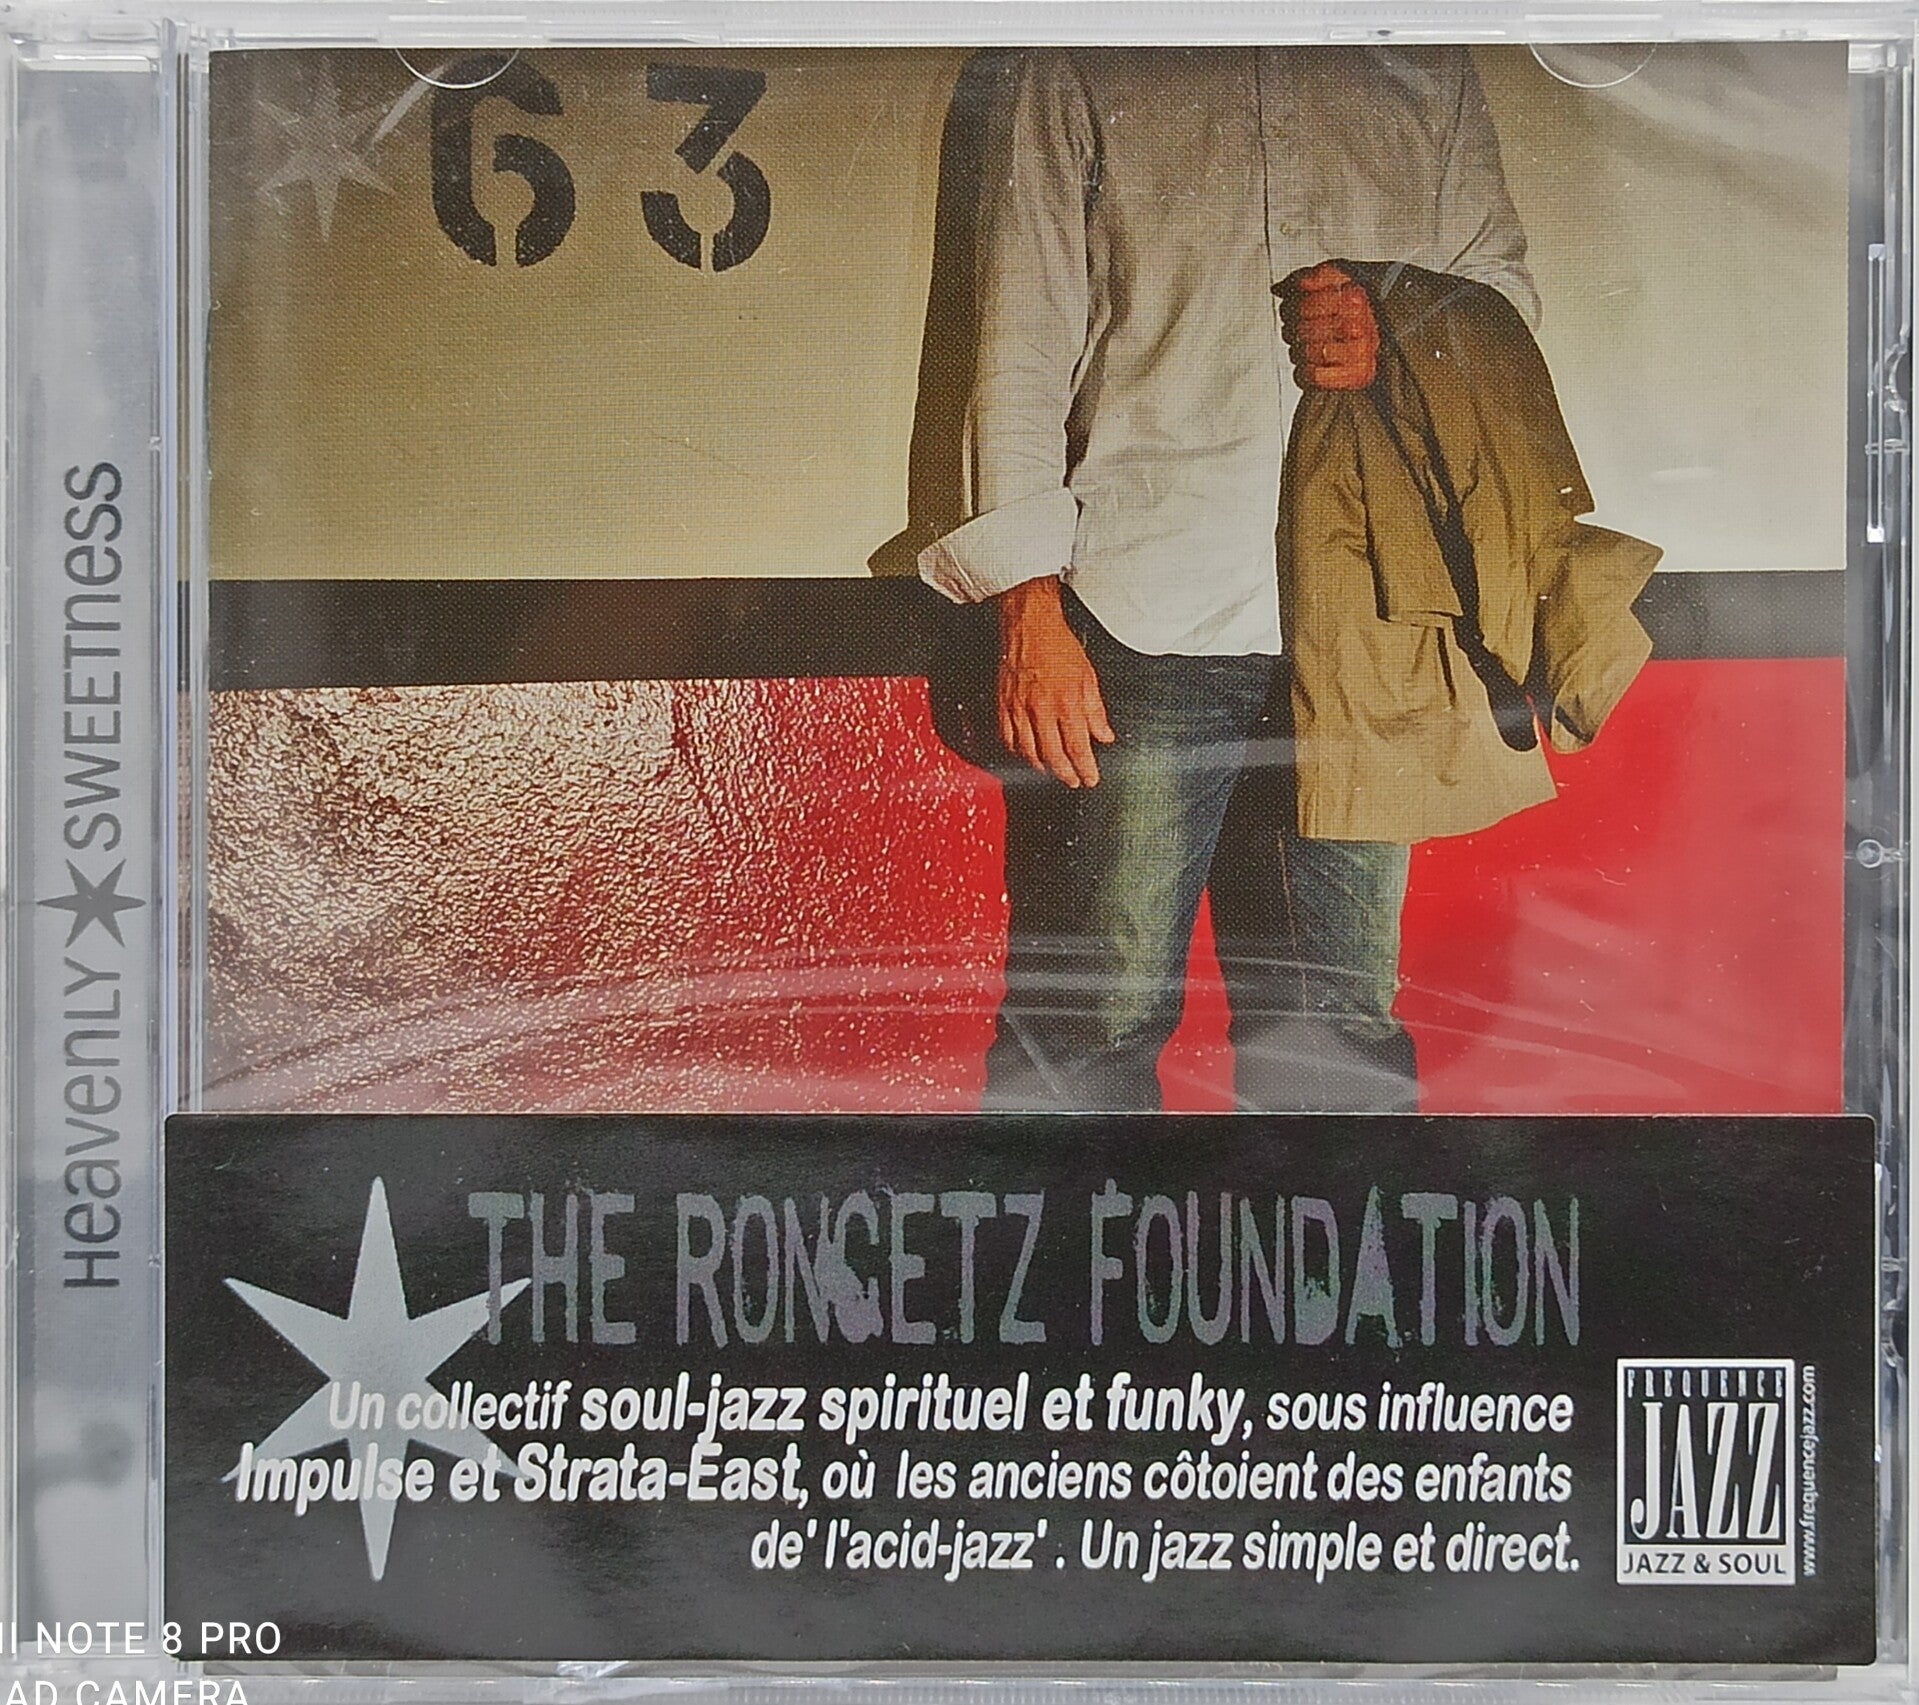 63
HeavenLY SWEETness
THE RONGETZ FOUNDATION
Un collectif soul-jazz spirituel et funky, sous influence
Impulse et Strata-East, où les anciens côtoient des enfants
de' l'acid-jazz'. Un jazz simple et direct.
FREQUENCE
JAZZ
JAZZ & SOUL
www.frequencejazz.com
NOTE 8 PRO
AD CAMERA